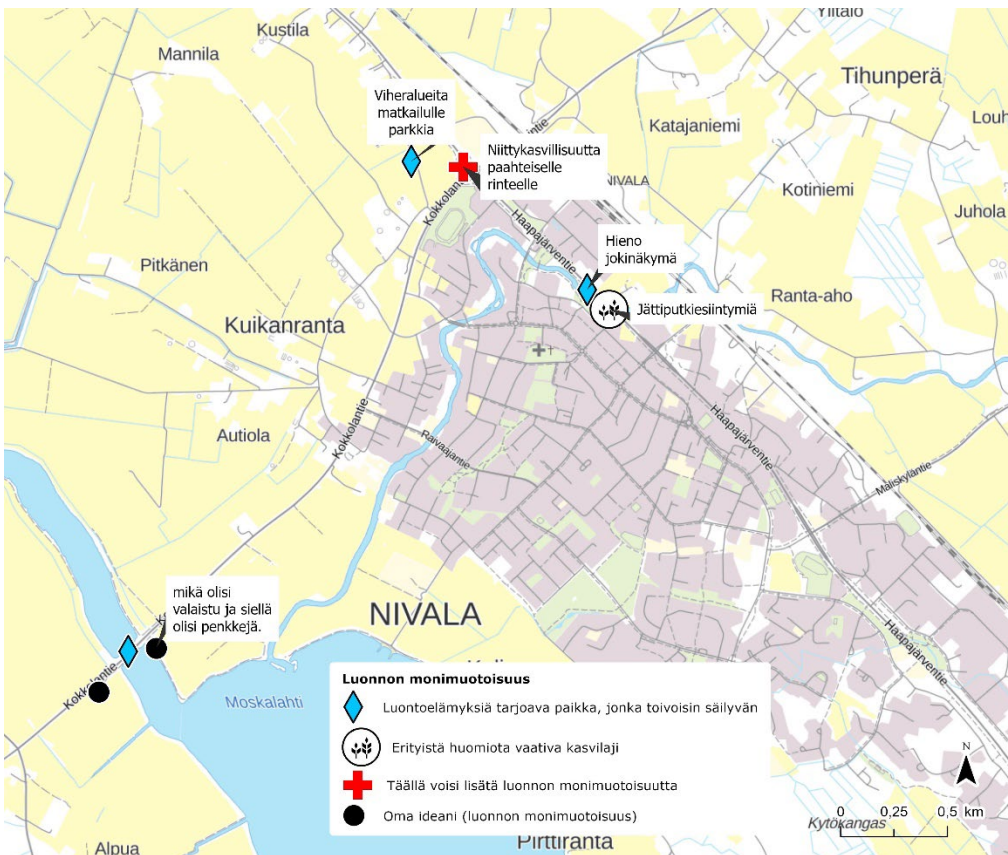 Kustila
Ylitalo
Mannila
Tihunperä
Viheralueita
matkailulle
parkkia
Katajaniemi
Louh
Niittykasvillisuutta
paahteiselle
rinteelle
NIVALA
Kotiniemi
Juhola
Kokkolan
Haapajärventie
Hieno
jokinäkymä
Pitkänen
Ranta-aho
Jättiputkiesiintymiä
Kuikanranta
Kokkolantie
Autiola
Raivaajantie
Haapajärventie
Maliskyläntie
mikä olisi
valaistu ja siellä
olisi penkkejä.
NIVALA
Haapajärventie
Kokkolantie
Moskalahti
Luonnon monimuotoisuus
Luontoelämyksiä tarjoava paikka, jonka toivoisin säilyvän
Erityistä huomiota vaativa kasvilaji
Täällä voisi lisätä luonnon monimuotoisuutta
Oma ideani (luonnon monimuotoisuus)
N
0 0,25 0,5 km
Kytökangas
Alpua
Pirttiranta